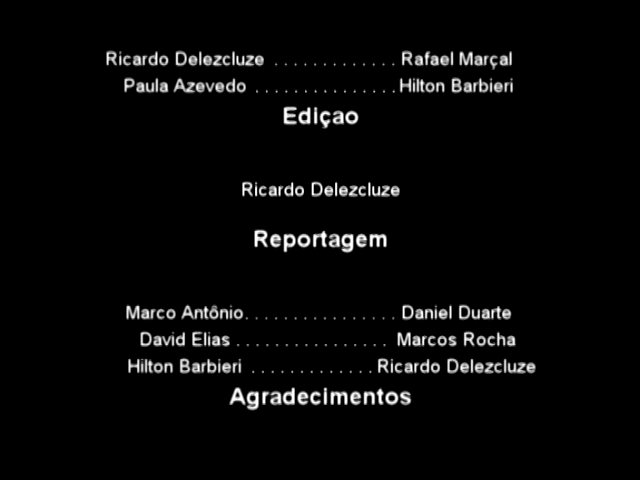 Ricardo Delezcluze . . . . . . . . . . . . . Rafael Marçal
Paula Azevedo . . . . . . . . . . . . . . . Hilton Barbieri
Ediçao
Ricardo Delezcluze
Reportagem
Marco Antônio. . . . . . . . . . . . . . . . Daniel Duarte
David Elias . . . . . . . . . . . . . . . . Marcos Rocha
Hilton Barbieri . . . . . . . . . . . . . Ricardo Delezcluze
Agradecimentos